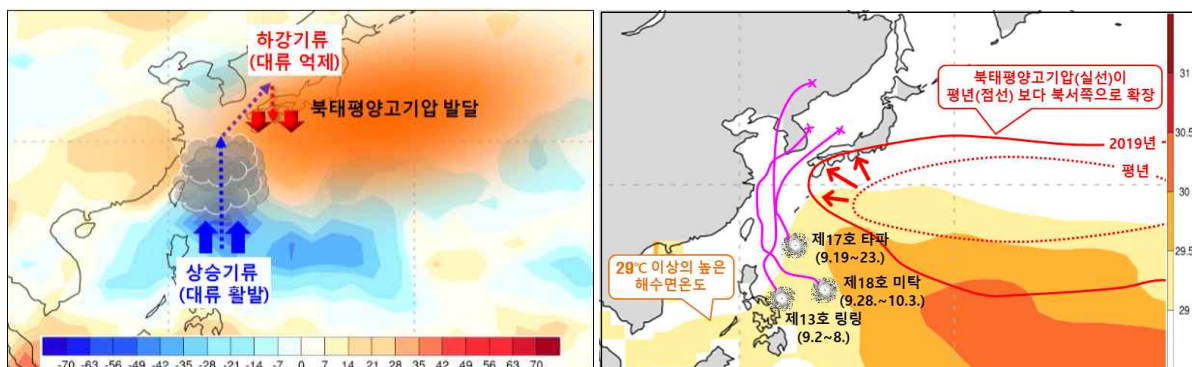 하강기류
(대류 억제)
북태평양고기압 발달
상승기류
(대류 활발)
-70 -63 -56 -49 -42 -35 -28 -21 -14 -7 0 7 14 21 28 35 42 49 56 63 70
북태평양고기압(실선)이
평년(점선) 보다 북서쪽으로 확장
2019년
평년
제17호 타파
(9.19~23.)
29℃ 이상의 높은
해수면온도
제18호 미탁
(9.28.~10.3.)
제13호 링링
(9.2~8.)
31
30.5
30
29.5
29